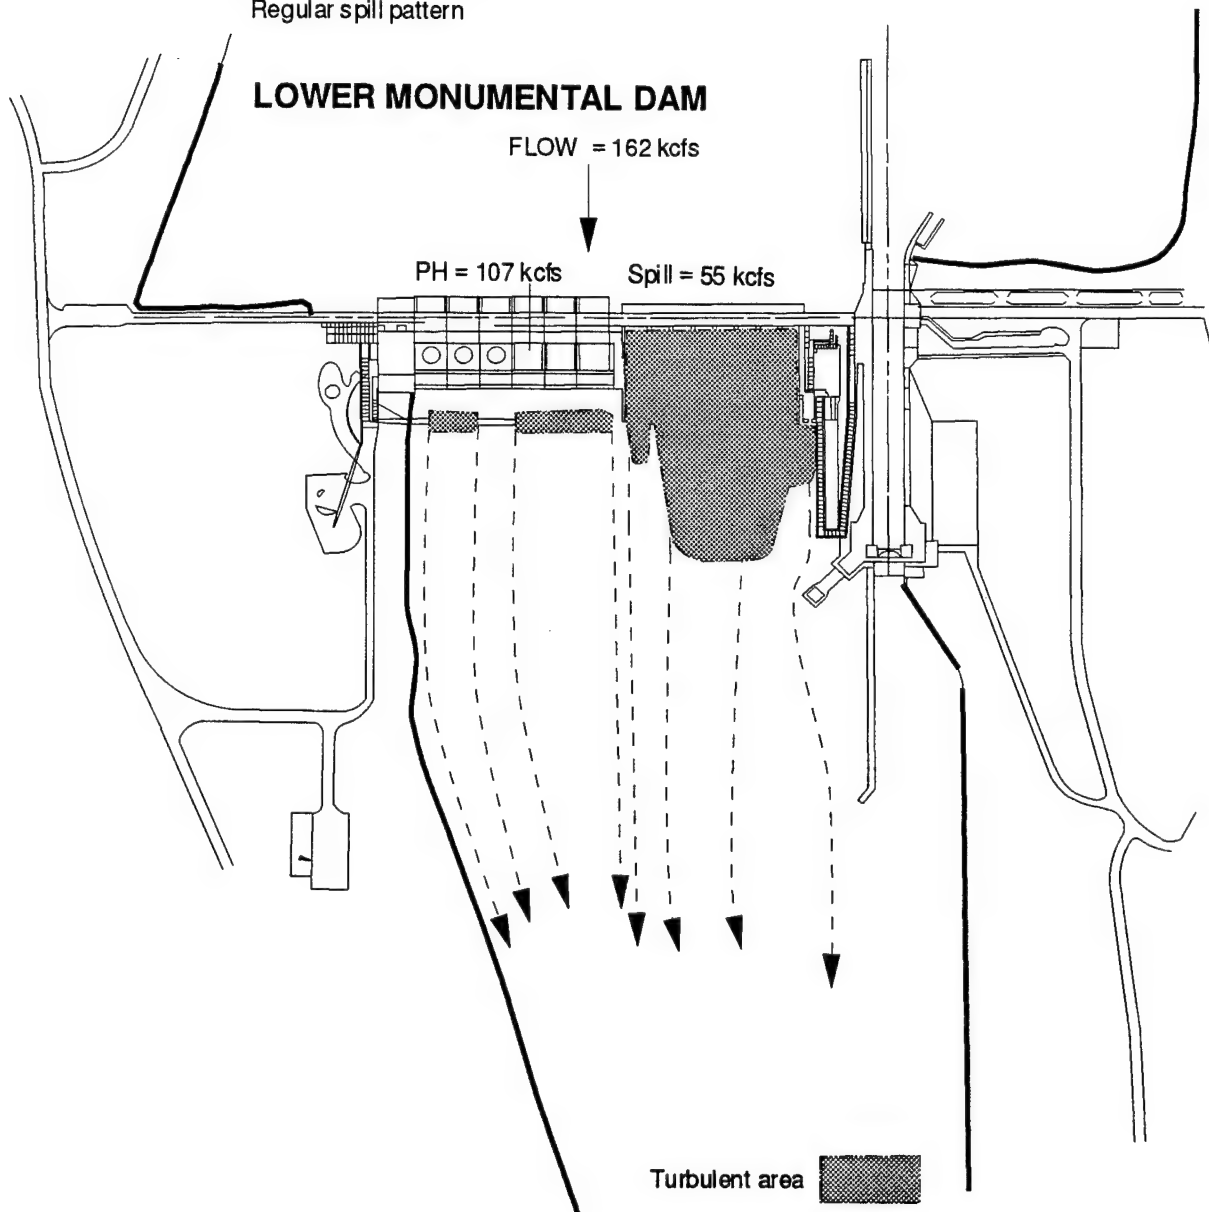 Regular spill pattern
LOWER MONUMENTAL DAM
FLOW = 162 kcfs
PH = 107 kcfs
Spill = 55 kcfs
Turbulent area